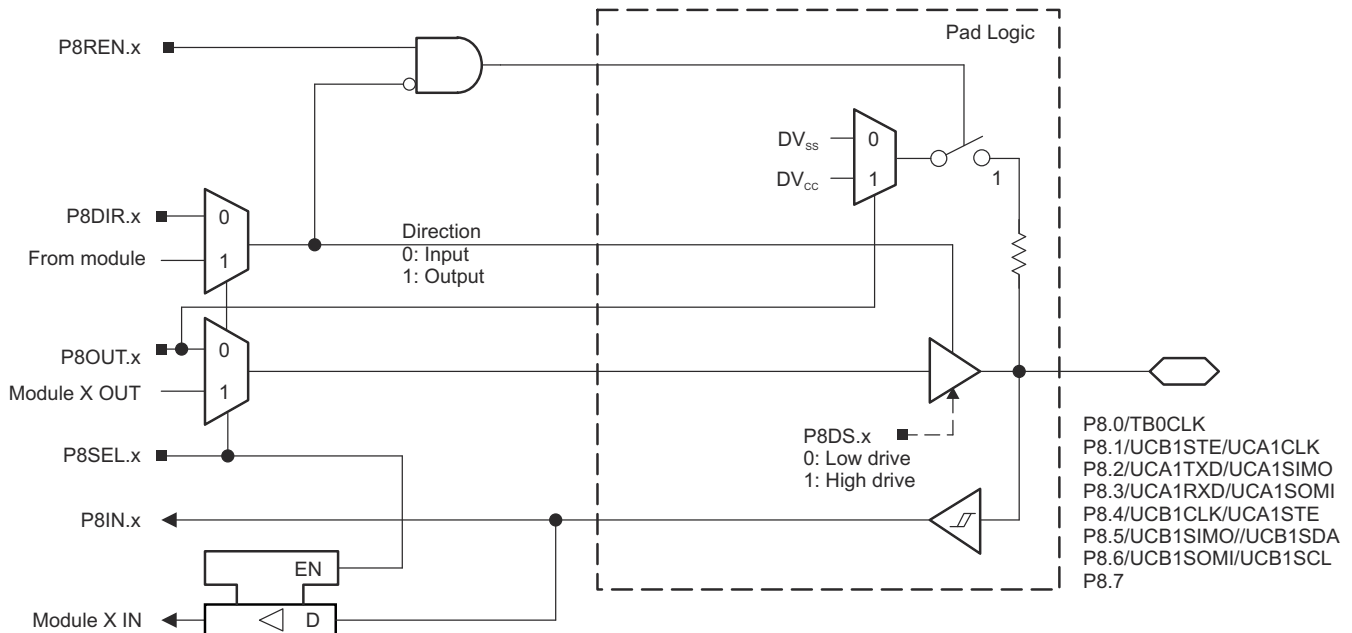 Pad Logic
P8REN.x
DVSS
0
DVCC
1
1
P8DIR.x
0
From module
1
Direction
0: Input
1: Output
P8OUT.x
0
Module X OUT
1
P8DS.x
0: Low drive
1: High drive
P8SEL.x
P8IN.x
EN
Module X IN
D
P8.0/TB0CLK
P8.1/UCB1STE/UCA1CLK
P8.2/UCA1TXD/UCA1SIMO
P8.3/UCA1RXD/UCA1SOMI
P8.4/UCB1CLK/UCA1STE
P8.5/UCB1SIMO//UCB1SDA
P8.6/UCB1SOMI/UCB1SCL
P8.7